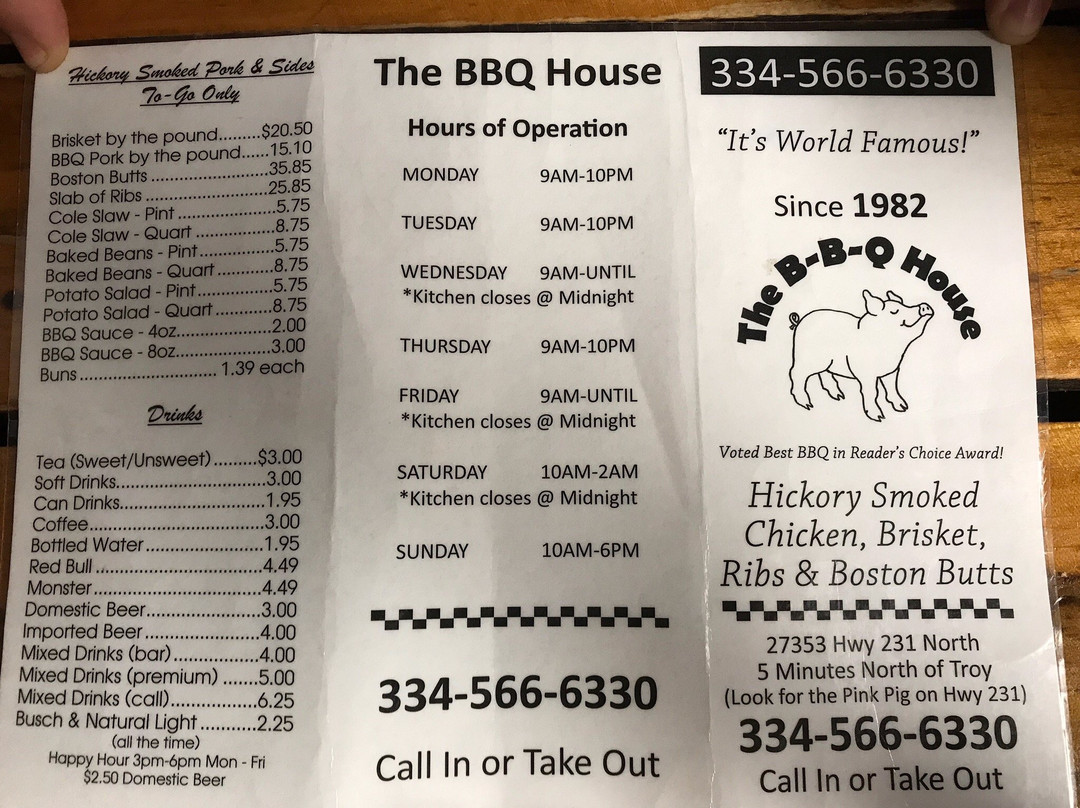 Hickory Smoked Pork & Sides
To-Go Only
Brisket by the pound.........$20.50
BBQ Pork by the pound......15.10
Boston Butts ......................35.85
Slab of Ribs .......................25.85
Cole Slaw - Pint ..................5.75
Cole Slaw - Quart ..............8.75
Baked Beans - Pint..............5.75
Baked Beans - Quart..........8.75
Potato Salad - Pint..............5.75
Potato Salad - Quart..........8.75
BBQ Sauce - 4oz.................2.00
BBQ Sauce - 8oz.................3.00
Buns ............................. 1.39 each
Drinks
Tea (Sweet/Unsweet).........$3.00
Soft Drinks............................3.00
Can Drinks...........................1.95
Coffee.................................3.00
Bottled Water......................1.95
Red Bull ...............................4.49
Monster................................4.49
Domestic Beer......................3.00
Imported Beer.....................4.00
Mixed Drinks (bar)................4.00
Mixed Drinks (premium) .......5.00
Mixed Drinks (call)................6.25
Busch & Natural Light ...........2.25
(all the time)
Happy Hour 3pm-6pm Mon - Fri
$2.50 Domestic Beer
The BBQ House
Hours of Operation
MONDAY 9AM-10PM
TUESDAY 9AM-10PM
WEDNESDAY 9AM-UNTIL
*Kitchen closes @ Midnight
THURSDAY 9AM-10PM
FRIDAY 9AM-UNTIL
*Kitchen closes @ Midnight
SATURDAY 10AM-2AM
*Kitchen closes @ Midnight
SUNDAY 10AM-6PM
334-566-6330
Call In or Take Out
334-566-6330
"It's World Famous!"
Since 1982
The B-B-Q House
Voted Best BBQ in Reader's Choice Award!
Hickory Smoked
Chicken, Brisket,
Ribs & Boston Butts
27353 Hwy 231 North
5 Minutes North of Troy
(Look for the Pink Pig on Hwy 231)
334-566-6330
Call In or Take Out